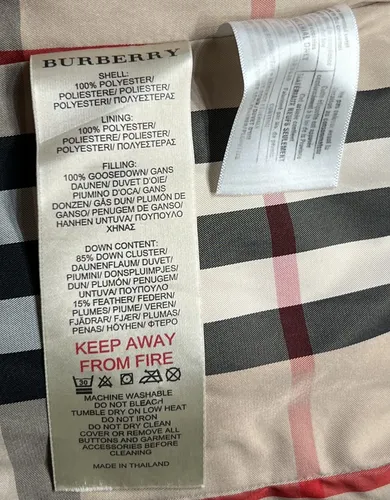 BURBERRY
SHELL:
100% POLYESTER/
POLIESTERE/ POLIESTER/
POLYESTER/ ΠΟΛΥΕΣΤΕΡΑΣ
LINING:
100% POLYESTER/
POLIESTERE/ POLIESTER/
POLYESTER/ ΠΟΛΥΕΣΤΕΡΑΣ
FILLING:
100% GOOSEDOWN/ GANS
DAUNEN/ DUVET D'OIE/
PIUMINO D'OCA/ GANS
DONZEN/ GÅS DUN/ PLUMÓN DE
GANSO/ PENUGEM DE GANSO/
HANHEN UNTUVA/ ΠΟΥΠΟΥΛΟ
ΧΗΝΑΣ
DOWN CONTENT:
85% DOWN CLUSTER/
DAUNENFLAUM/ DUVET/
PIUMINI/ DONSPLUIMPJES/
DUN/ PLUMÓN/ PENUGEM/
UNTUVA/ ΠΟΥΠΟΥΛΟ/
15% FEATHER/ FEDERN/
PLUMES/ PIUME/ VEREN/
FJÄDRAR/ FJÆR/ PLUMAS/
PENAS/ HÖYHEN/ ΦΤΕΡΟ
KEEP AWAY
FROM FIRE
30
MACHINE WASHABLE
DO NOT BLEACH
TUMBLE DRY ON LOW HEAT
DO NOT IRON
DO NOT DRY CLEAN
COVER OR REMOVE ALL
BUTTONS AND GARMENT
ACCESSORIES BEFORE
CLEANING
MADE IN THAILAND